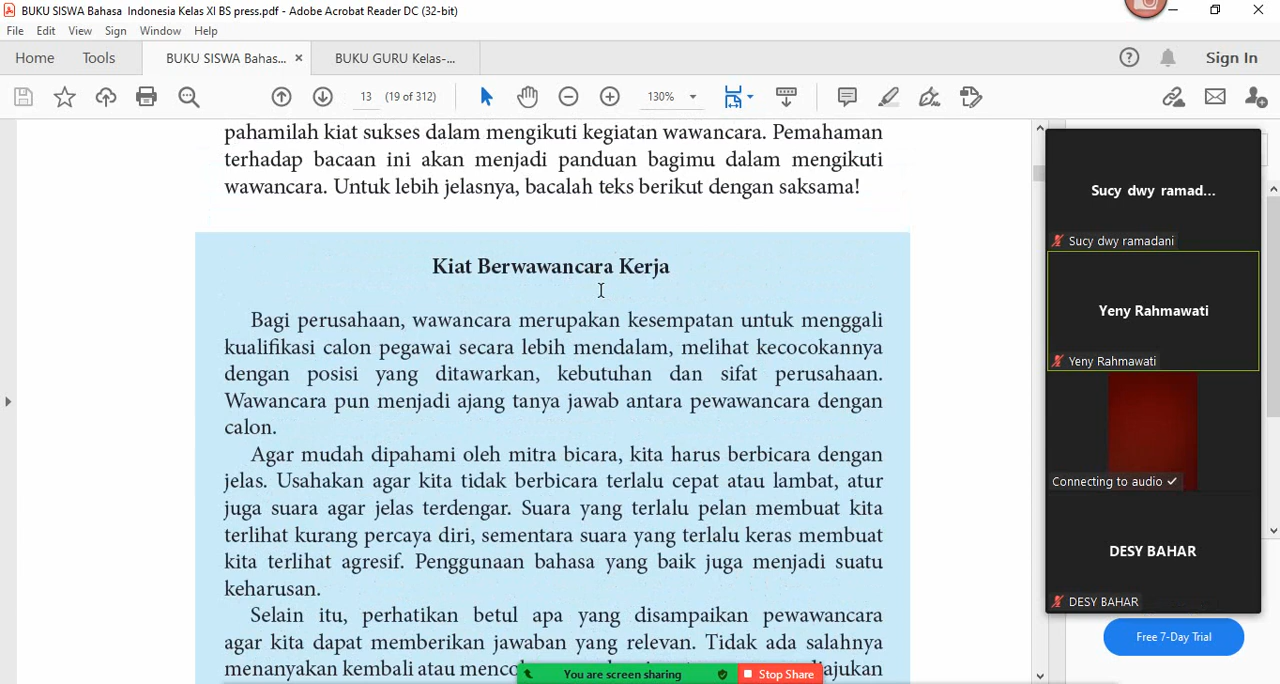 BUKU SISWA Bahasa  Indonesia Kelas XI BS press.pdf - Adobe Acrobat Reader DC (32-bit)
File Edit View Sign Window Help
Home Tools BUKU SISWA Bahas... × BUKU GURU Kelas-... Sign In
13 (19 of 312) 130%
pahamilah kiat sukses dalam mengikuti kegiatan wawancara. Pemahaman
terhadap bacaan ini akan menjadi panduan bagimu dalam mengikuti
wawancara. Untuk lebih jelasnya, bacalah teks berikut dengan saksama!
Kiat Berwawancara Kerja
Bagi perusahaan, wawancara merupakan kesempatan untuk menggali
kualifikasi calon pegawai secara lebih mendalam, melihat kecocokannya
dengan posisi yang ditawarkan, kebutuhan dan sifat perusahaan.
Wawancara pun menjadi ajang tanya jawab antara pewawancara dengan
calon.
Agar mudah dipahami oleh mitra bicara, kita harus berbicara dengan
jelas. Usahakan agar kita tidak berbicara terlalu cepat atau lambat, atur
juga suara agar jelas terdengar. Suara yang terlalu pelan membuat kita
terlihat kurang percaya diri, sementara suara yang terlalu keras membuat
kita terlihat agresif. Penggunaan bahasa yang baik juga menjadi suatu
keharusan.
Selain itu, perhatikan betul apa yang disampaikan pewawancara
agar kita dapat memberikan jawaban yang relevan. Tidak ada salahnya
menanyakan kembali atau
You are screen sharing Stop Share
Sucy dwy ramad...
Sucy dwy ramadani
Yeny Rahmawati
Yeny Rahmawati
Connecting to audio
DESY BAHAR
DESY BAHAR
Free 7-Day Trial